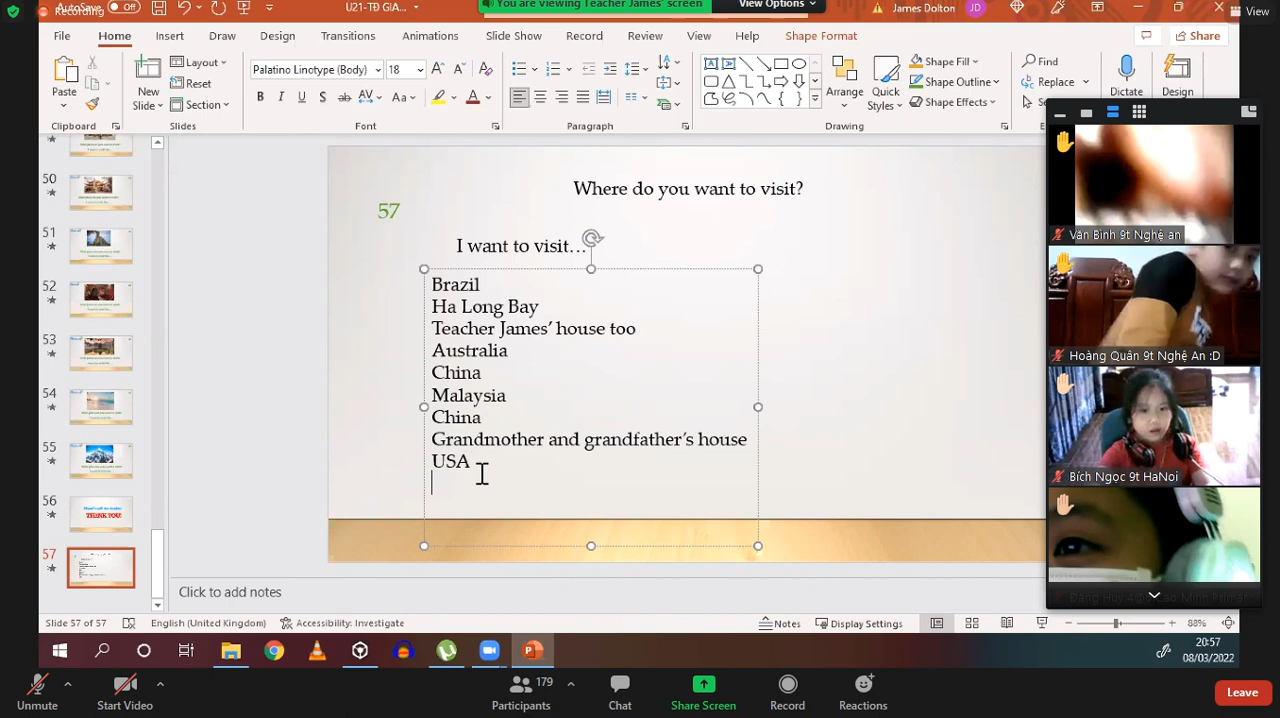 Recording
AutoSave Off
U21-TĐ GIA...
You are viewing Teacher James' screen
View Options
James Dolton
JD
View
File Home Insert Draw Design Transitions Animations Slide Show Record Review View Help Shape Format
Share
Paste
New Slide
Layout
Reset
Section
Palatino Linotype (Body) 18
Arrange
Quick Styles
Shape Fill
Shape Outline
Shape Effects
Find
Replace
Dictate
Design
Clipboard
Slides
Font
Paragraph
Drawing
50
51
52
53
54
55
56
THANK YOU!
57
57
Where do you want to visit?
I want to visit...
Brazil
Ha Long Bay
Teacher James' house too
Australia
China
Malaysia
China
Grandmother and grandfather's house
USA
Văn Bình 9t Nghệ an
Hoàng Quân 9t Nghệ An :D
Bích Ngọc 9t HaNoi
Click to add notes
Slide 57 of 57
English (United Kingdom)
Accessibility: Investigate
Notes
Display Settings
88%
20:57
08/03/2022
Unmute
Start Video
179
Participants
Chat
Share Screen
Record
Reactions
Leave